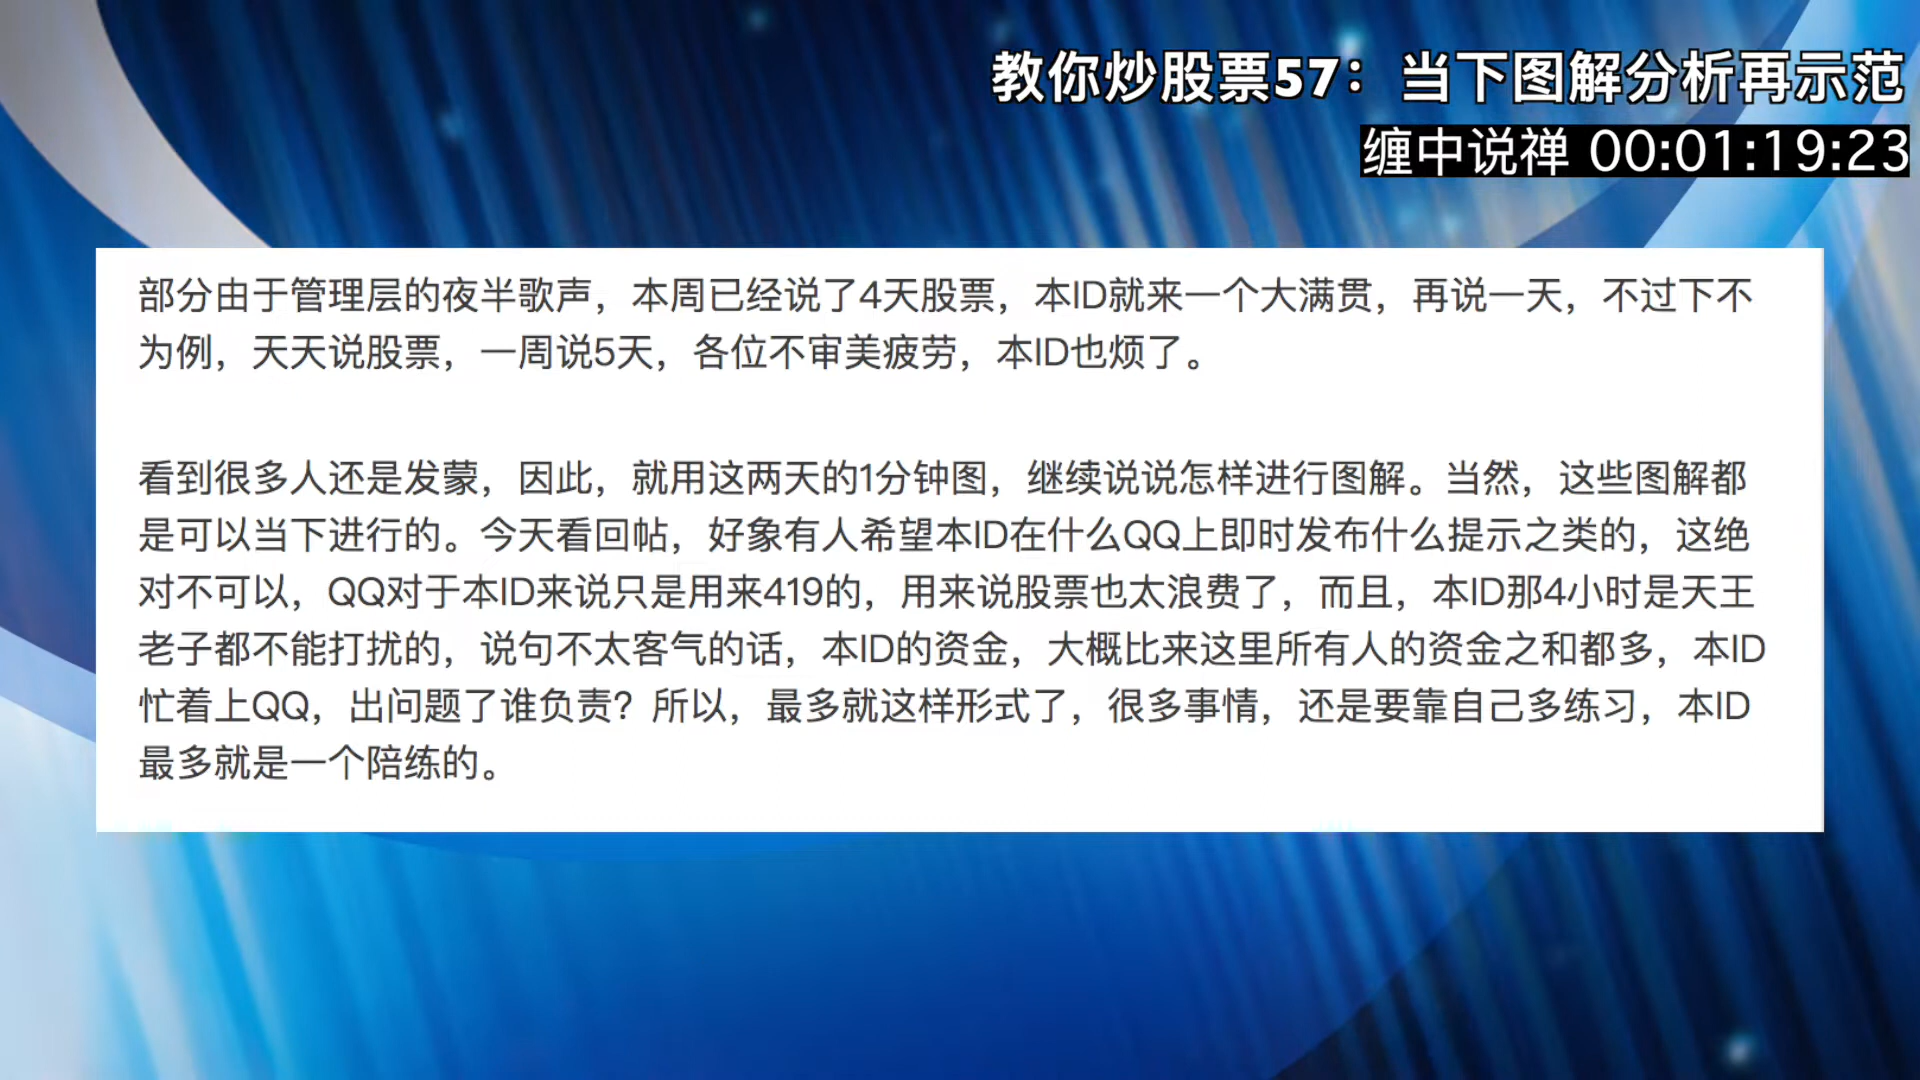 教你炒股票57：当下图解分析再示范
缠中说禅 00:01:19:23
部分由于管理层的夜半歌声，本周已经说了4天股票，本ID就来一个大满贯，再说一天，不过下不
为例，天天说股票，一周说5天，各位不审美疲劳，本ID也烦了。
看到很多人还是发蒙，因此，就用这两天的1分钟图，继续说说怎样进行图解。当然，这些图解都
是可以当下进行的。今天看回帖，好象有人希望本ID在什么QQ上即时发布什么提示之类的，这绝
对不可以，QQ对于本ID来说只是用来419的，用来说股票也太浪费了，而且，本ID那4小时是天王
老子都不能打扰的，说句不太客气的话，本ID的资金，大概比来这里所有人的资金之和都多，本ID
忙着上QQ，出问题了谁负责？所以，最多就这样形式了，很多事情，还是要靠自己多练习，本ID
最多就是一个陪练的。